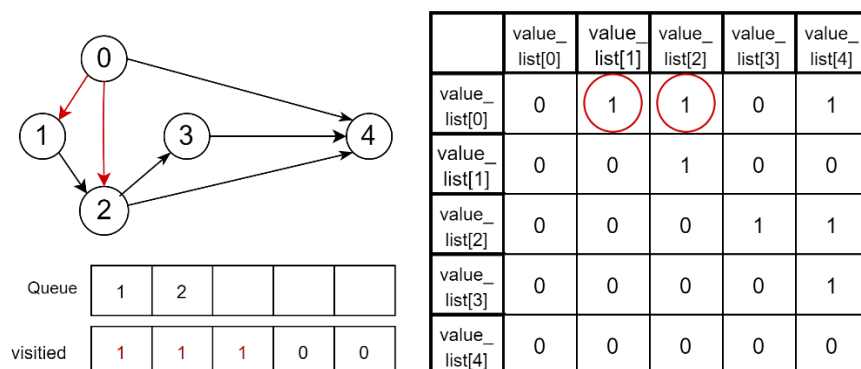 0
1
3
4
2
Queue 1 2
visitied 1 1 1 0 0
value_ value_ value_ value_ value_
list[0] list[1] list[2] list[3] list[4]
value_
list[0] 0 1 1 0 1
value_
list[1] 0 0 1 0 0
value_
list[2] 0 0 0 1 1
value_
list[3] 0 0 0 0 1
value_
list[4] 0 0 0 0 0